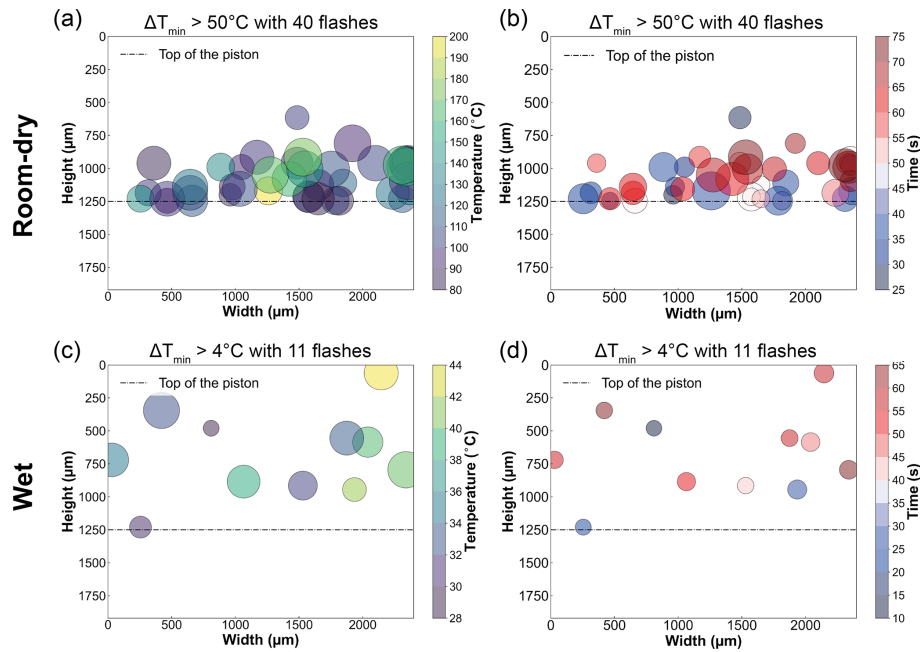 Room-dry
(a) ΔTmin > 50°C with 40 flashes
Top of the piston
0
250
500
750
1000
1250
1500
1750
Height (μm)
0 500 1000 1500 2000
Width (μm)
200
190
180
170
160
150
140
130
120
110
100
90
80
Temperature (°C)
(b) ΔTmin > 50°C with 40 flashes
Top of the piston
0
250
500
750
1000
1250
1500
1750
Height (μm)
0 500 1000 1500 2000
Width (μm)
75
70
65
60
55
50
45
40
35
30
25
Time (s)
Wet
(c) ΔTmin > 4°C with 11 flashes
Top of the piston
0
250
500
750
1000
1250
1500
1750
Height (μm)
0 500 1000 1500 2000
Width (μm)
44
42
40
38
36
34
32
30
28
Temperature (°C)
(d) ΔTmin > 4°C with 11 flashes
Top of the piston
0
250
500
750
1000
1250
1500
1750
Height (μm)
0 500 1000 1500 2000
Width (μm)
65
60
55
50
45
40
35
30
25
20
15
10
Time (s)